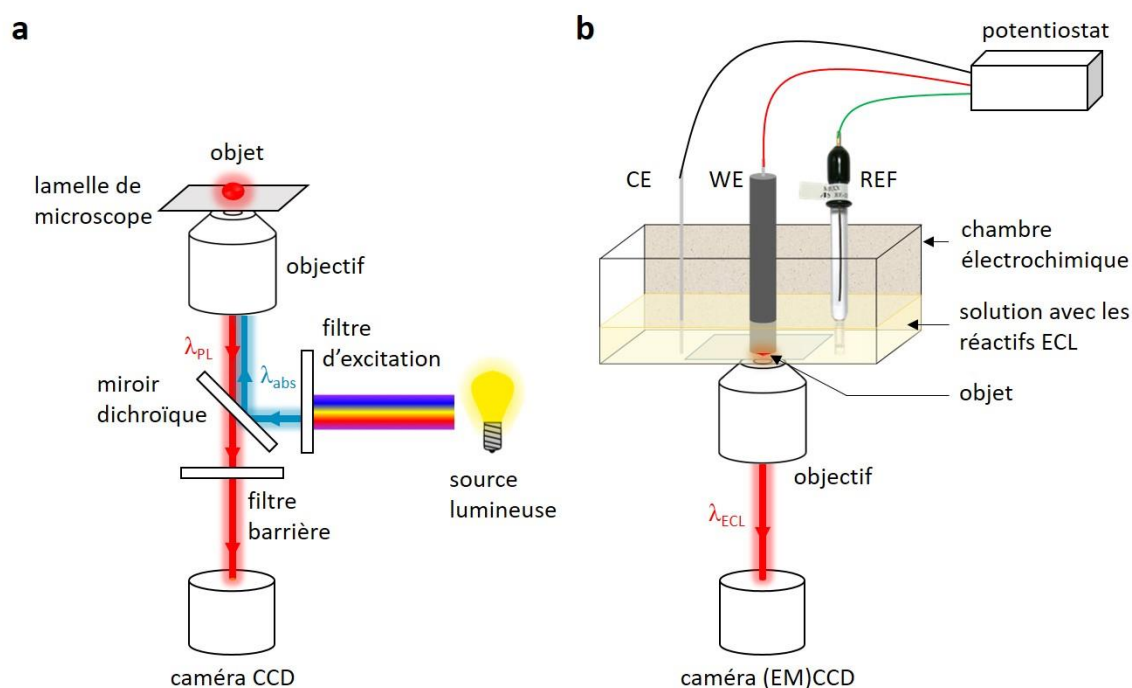 a
objet
lamelle de
microscope
objectif
filtre
d'excitation
λPL
λabs
miroir
dichroïque
source
lumineuse
filtre
barrière
caméra CCD
b
potentiostat
CE
WE
REF
chambre
électrochimique
solution avec les
réactifs ECL
objet
objectif
λECL
caméra (EM)CCD